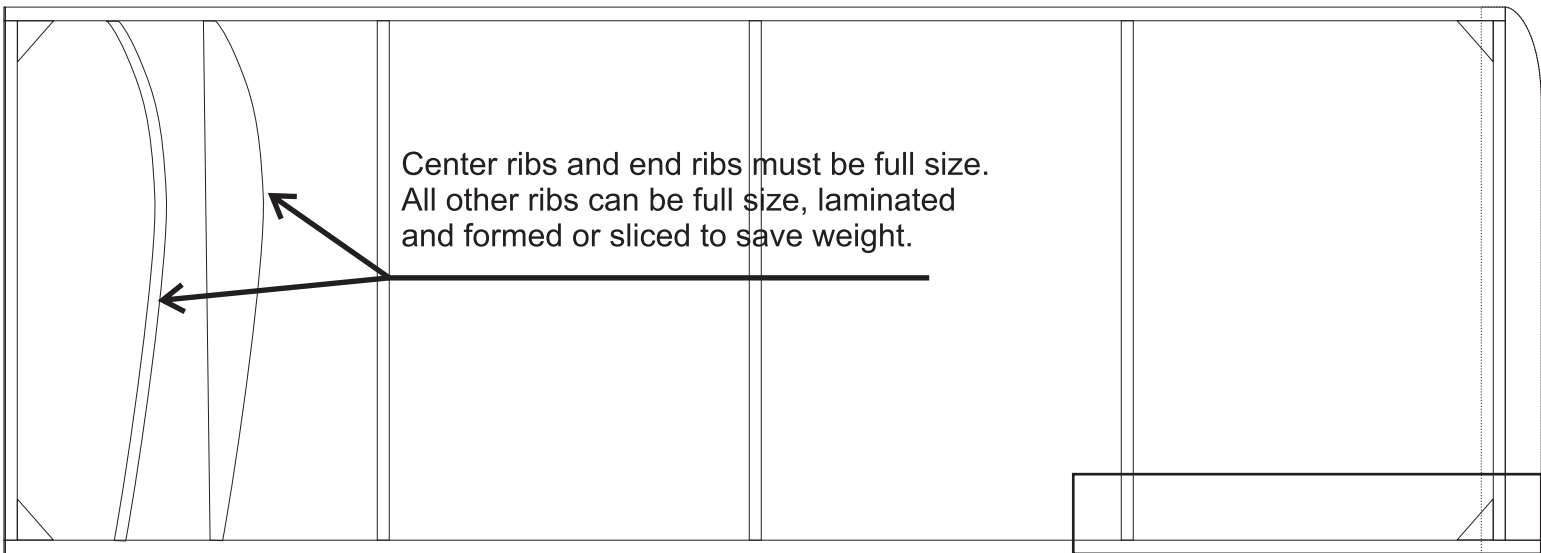 Center ribs and end ribs must be full size.
All other ribs can be full size, laminated
and formed or sliced to save weight.